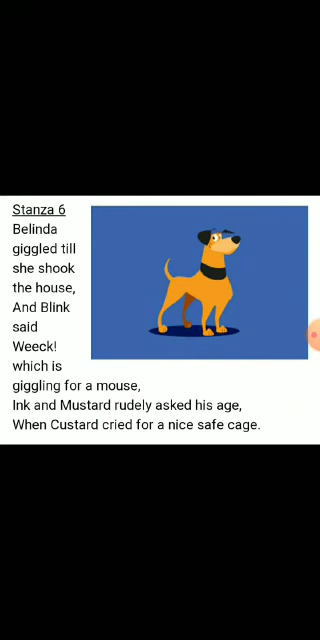 Stanza 6
Belinda
giggled till
she shook
the house,
And Blink
said
Weeck!
which is
giggling for a mouse,
Ink and Mustard rudely asked his age,
When Custard cried for a nice safe cage.